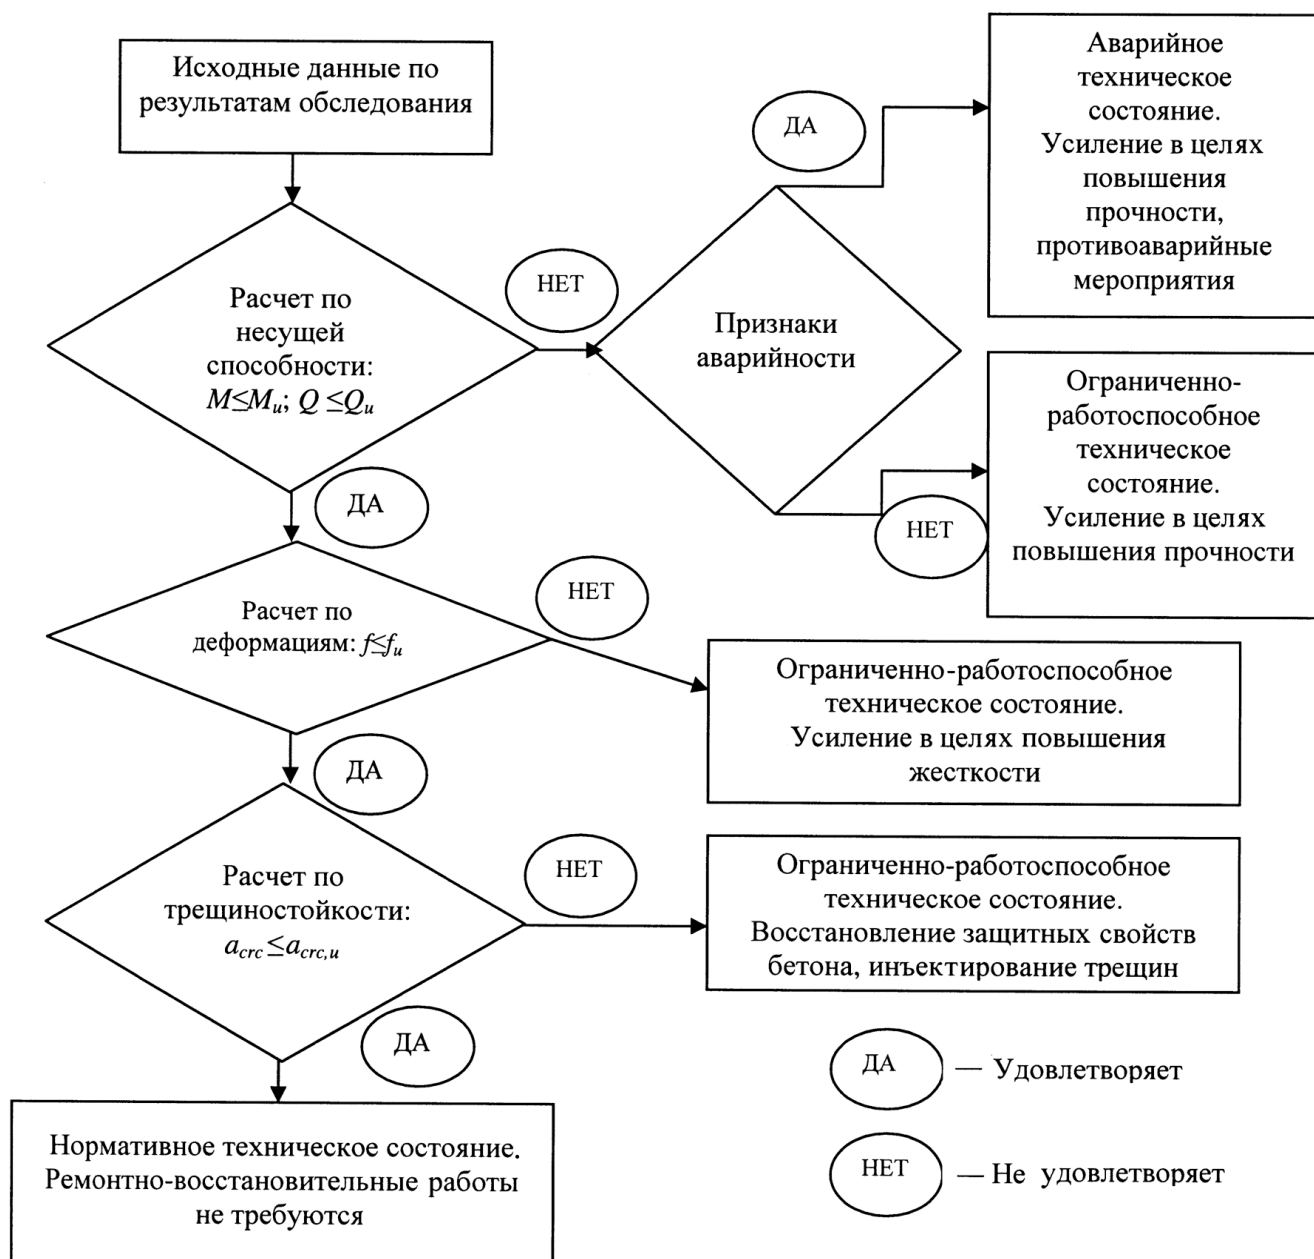 Исходные данные по
результатам обследования
ДА
Аварийное
техническое
состояние.
Усиление в целях
повышения
прочности,
противоаварийные
мероприятия
Расчет по
несущей
способности:
M≤Mᵤ; Q ≤Qᵤ
НЕТ
Признаки
аварийности
Ограниченно-
работоспособное
техническое
состояние.
Усиление в целях
повышения прочности
ДА
НЕТ
Расчет по
деформациям: f≤fᵤ
НЕТ
Ограниченно-работоспособное
техническое состояние.
Усиление в целях повышения
жесткости
ДА
Расчет по
трещиностойкости:
a_crc ≤a_crc,u
НЕТ
Ограниченно-работоспособное
техническое состояние.
Восстановление защитных свойств
бетона, инъектирование трещин
ДА
Нормативное техническое состояние.
Ремонтно-восстановительные работы
не требуются
ДА — Удовлетворяет
НЕТ — Не удовлетворяет